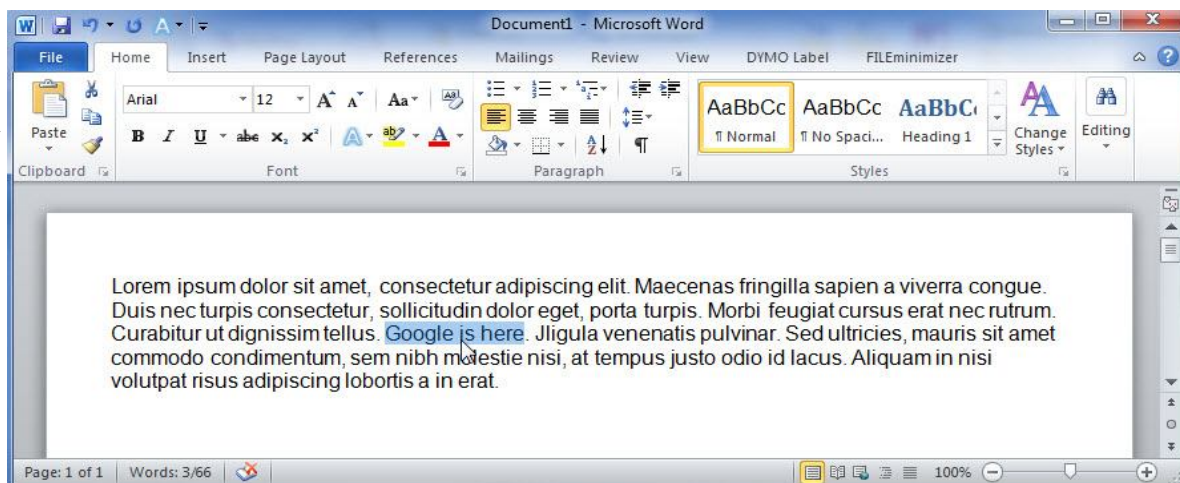 Document1 - Microsoft Word
File Home Insert Page Layout References Mailings Review View DYMO Label FILEminimizer
Paste
Arial 12 A A Aa
B I U abe x₂ x² A ab A
AaBbCc AaBbCc AaBbC
¶ Normal ¶ No Spaci... Heading 1
Change Styles
Editing
Clipboard Font Paragraph Styles
Lorem ipsum dolor sit amet, consectetur adipiscing elit. Maecenas fringilla sapien a viverra congue.
Duis nec turpis consectetur, sollicitudin dolor eget, porta turpis. Morbi feugiat cursus erat nec rutrum.
Curabitur ut dignissim tellus. Google is here. Jligula venenatis pulvinar. Sed ultricies, mauris sit amet
commodo condimentum, sem nibh molestie nisi, at tempus justo odio id lacus. Aliquam in nisi
volutpat risus adipiscing lobortis a in erat.
Page: 1 of 1 Words: 3/66 100%